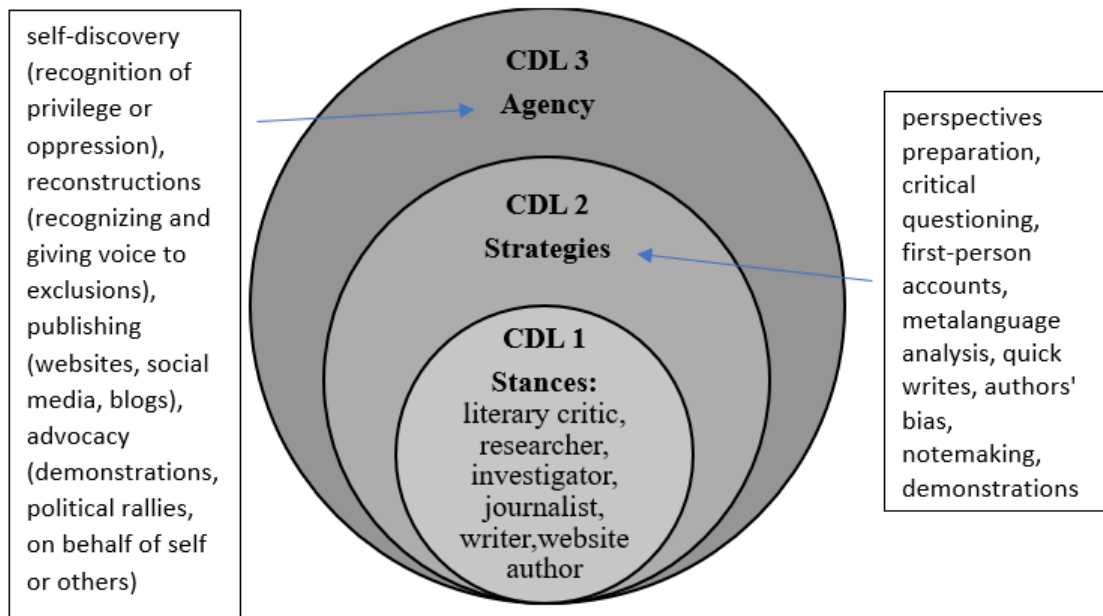 self-discovery
(recognition of
privilege or
oppression),
reconstructions
(recognizing and
giving voice to
exclusions),
publishing
(websites, social
media, blogs),
advocacy
(demonstrations,
political rallies,
on behalf of self
or others)
CDL 3
Agency
CDL 2
Strategies
CDL 1
Stances:
literary critic,
researcher,
investigator,
journalist,
writer,website
author
perspectives
preparation,
critical
questioning,
first-person
accounts,
metalanguage
analysis, quick
writes, authors'
bias,
notemaking,
demonstrations